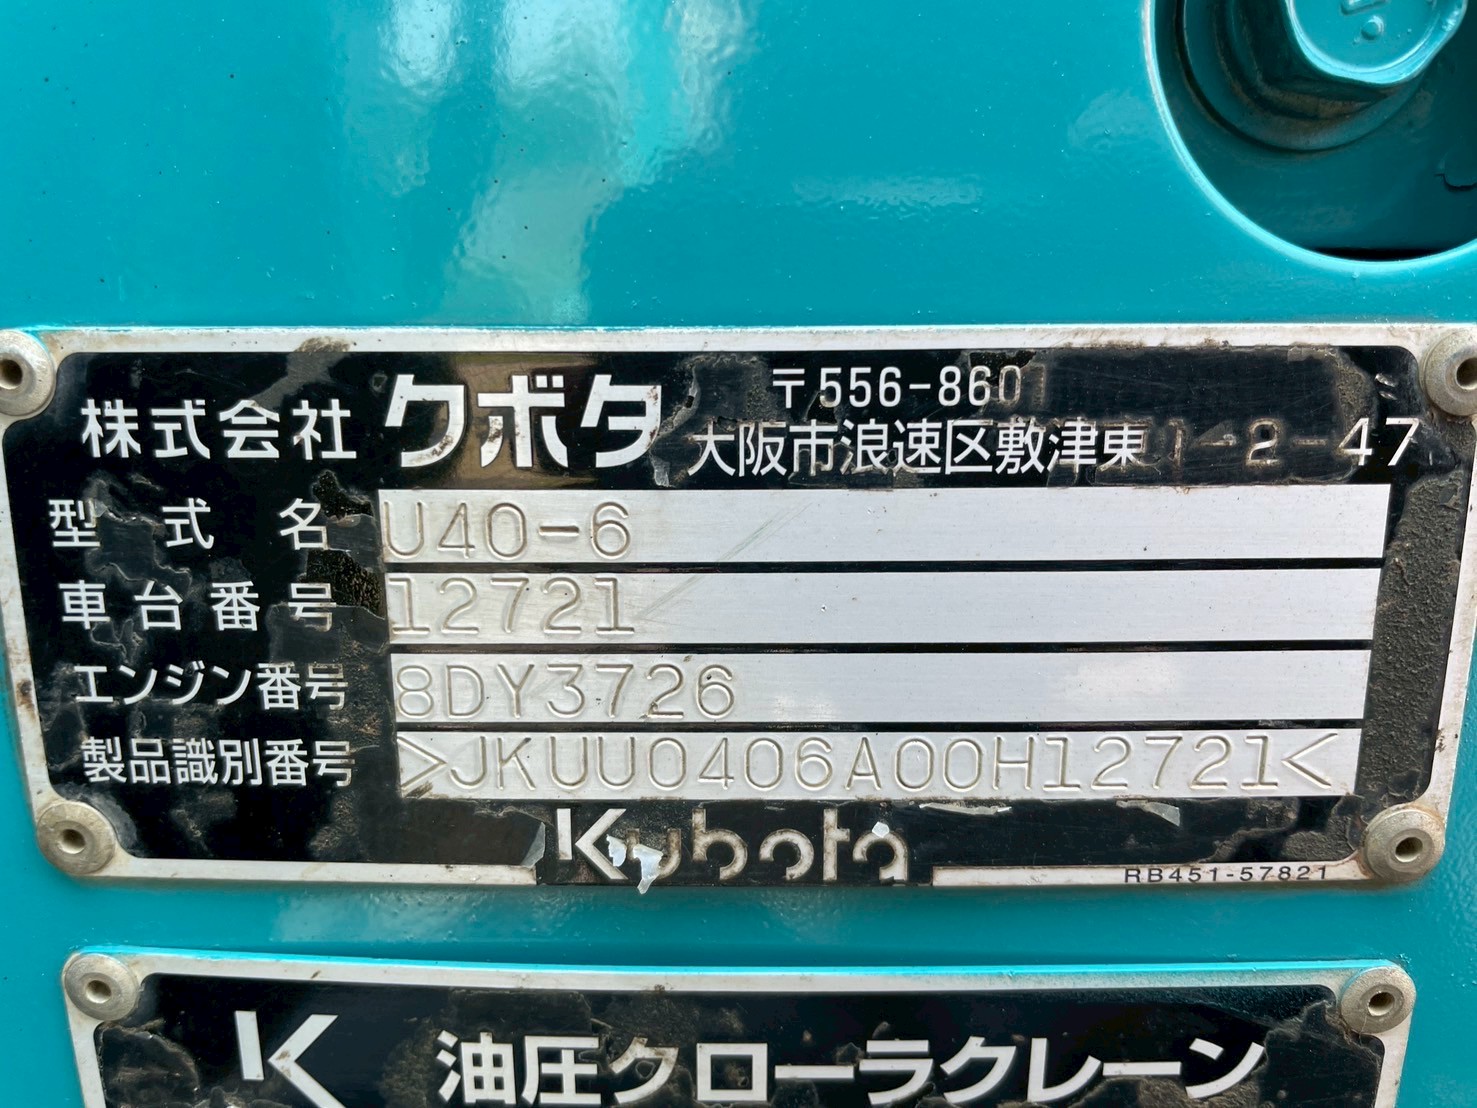 株式会社 クボタ 〒556-8601
大阪市浪速区敷津東1-2-47
型式名 U40-6
車台番号 12721
エンジン番号 8DY3726
製品識別番号 >JKUU0406A00H12721<
Kubota
RB451-57821
K 油圧クローラクレーン